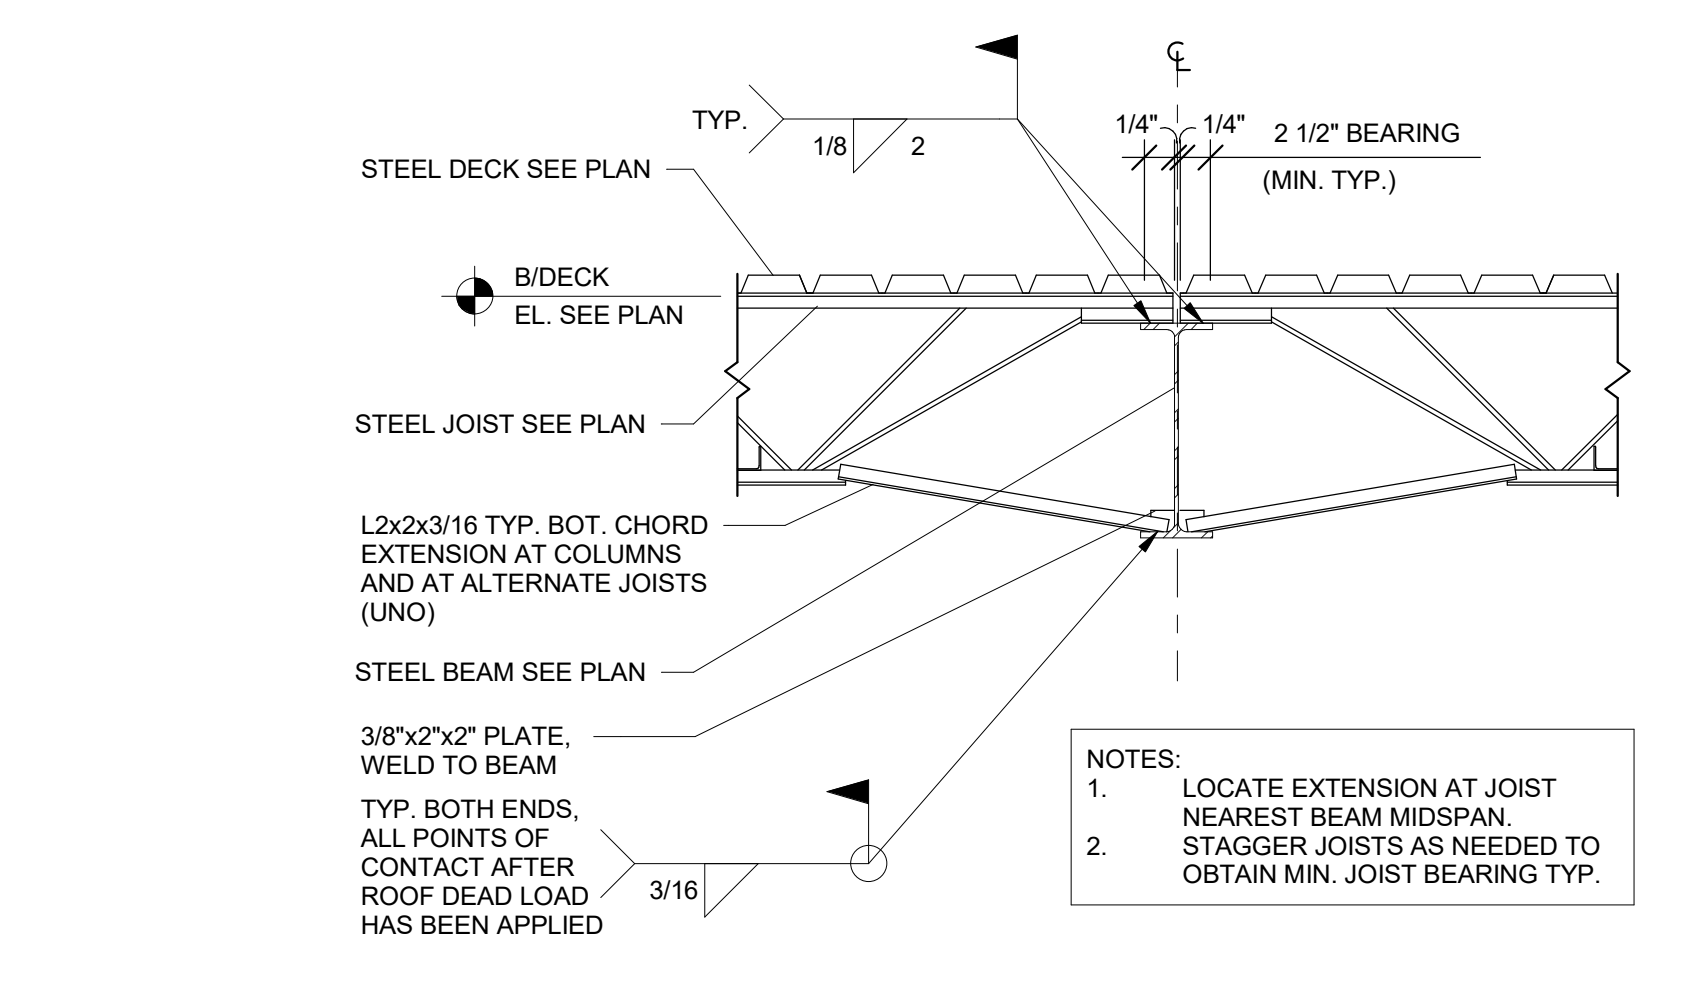 ℄
TYP.
1/8
2
1/4"
1/4"
2 1/2" BEARING
(MIN. TYP.)
STEEL DECK SEE PLAN
B/DECK
EL. SEE PLAN
STEEL JOIST SEE PLAN
L2x2x3/16 TYP. BOT. CHORD
EXTENSION AT COLUMNS
AND AT ALTERNATE JOISTS
(UNO)
STEEL BEAM SEE PLAN
3/8"x2"x2" PLATE,
WELD TO BEAM
TYP. BOTH ENDS,
ALL POINTS OF
CONTACT AFTER
ROOF DEAD LOAD
HAS BEEN APPLIED
3/16
NOTES:
1. LOCATE EXTENSION AT JOIST
NEAREST BEAM MIDSPAN.
2. STAGGER JOISTS AS NEEDED TO
OBTAIN MIN. JOIST BEARING TYP.